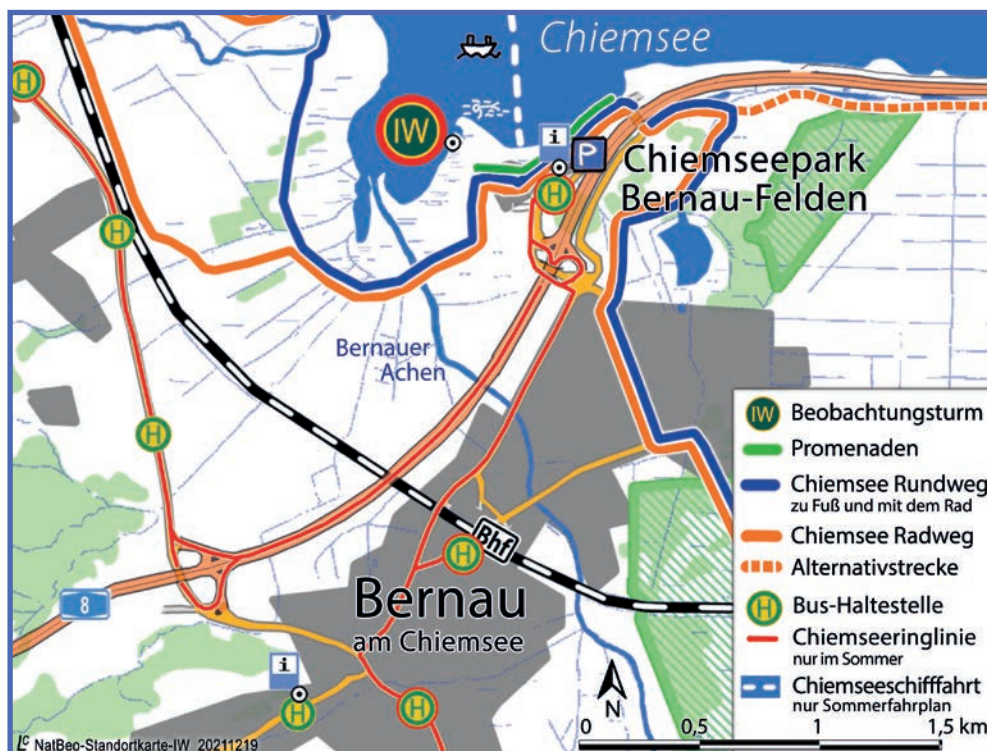 Chiemsee
H
IW
i
P
H
Chiemseepark
Bernau-Felden
H
Bernauer
Achen
H
Bhf
H
8
Bernau
am Chiemsee
i
H
H
IW Beobachtungsturm
Promenaden
Chiemsee Rundweg
zu Fuß und mit dem Rad
Chiemsee Radweg
Alternativstrecke
H Bus-Haltestelle
Chiemseeringlinie
nur im Sommer
Chiemseeschifffahrt
nur Sommerfahrplan
N
0 0,5 1 1,5 km
NatBeo-Standortkarte-IW_20211219